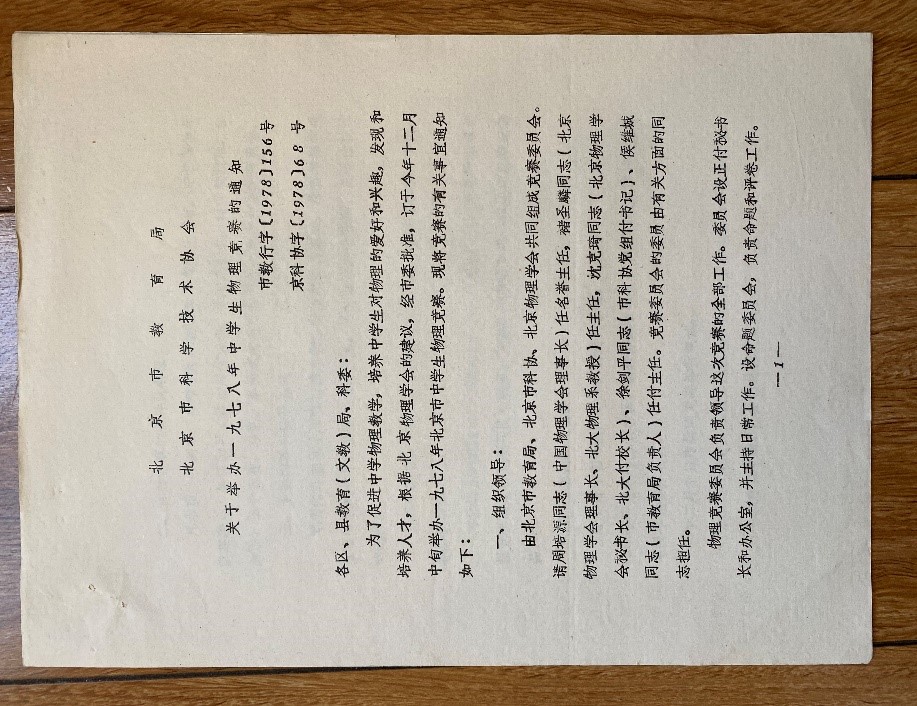 北京市教育局
北京市科学技术协会
关于举办一九七八年中学生物理竞赛的通知
市教行字〔1978〕156号
京科协字〔1978〕68号
各区、县教育(文教)局、科委:
为了促进中学物理教学,培养中学生对物理的爱好和兴趣,发现和
培养人才,根据北京物理学会的建议,经市委批准,订于今年十二月
中旬举办一九七八年北京市中学生物理竞赛。现将竞赛的有关事宜通知
如下:
一、组织领导:
由北京市教育局、北京市科协、北京物理学会共同组成竞赛委员会。
请周培源同志(中国物理学会理事长)任名誉主任,褚圣麟同志(北京
物理学会理事长、北大物理系教授)任主任,沈克琦同志(北京物理学
会祕书长、北大付校长)、徐剑平同志(市科协党组付书记)、侯维城
同志(市教育局负责人)任付主任。竞赛委员会的委员由有关方面的同
志担任。
物理竞赛委员会负责领导这次竞赛的全部工作。委员会设正付祕书
长和办公室,并主持日常工作。设命题委员会,负责命题和评卷工作。
—1—